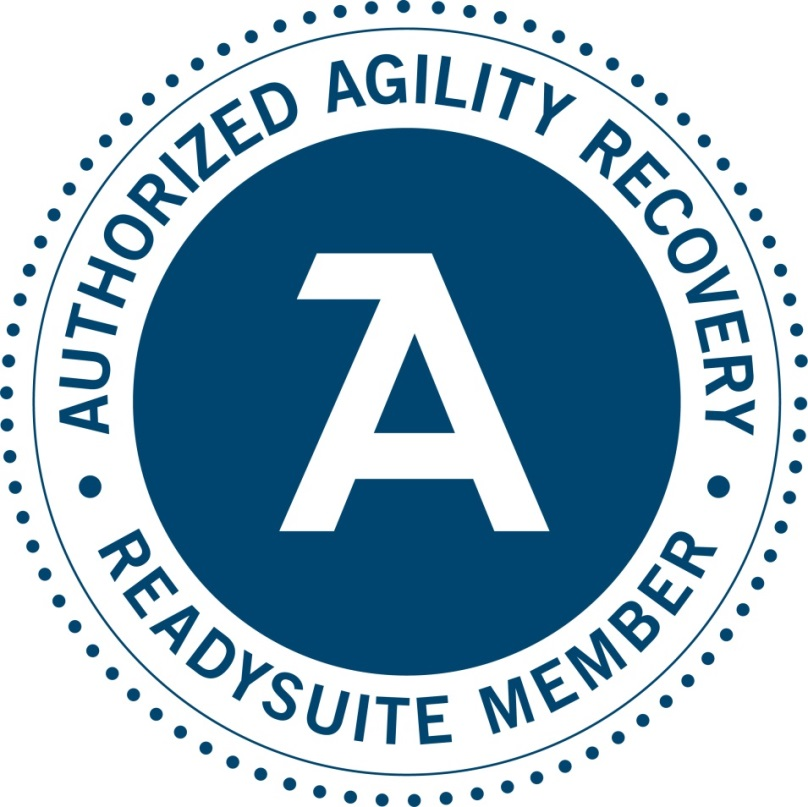 AUTHORIZED AGILITY RECOVERY
A
• READYSUITE MEMBER •